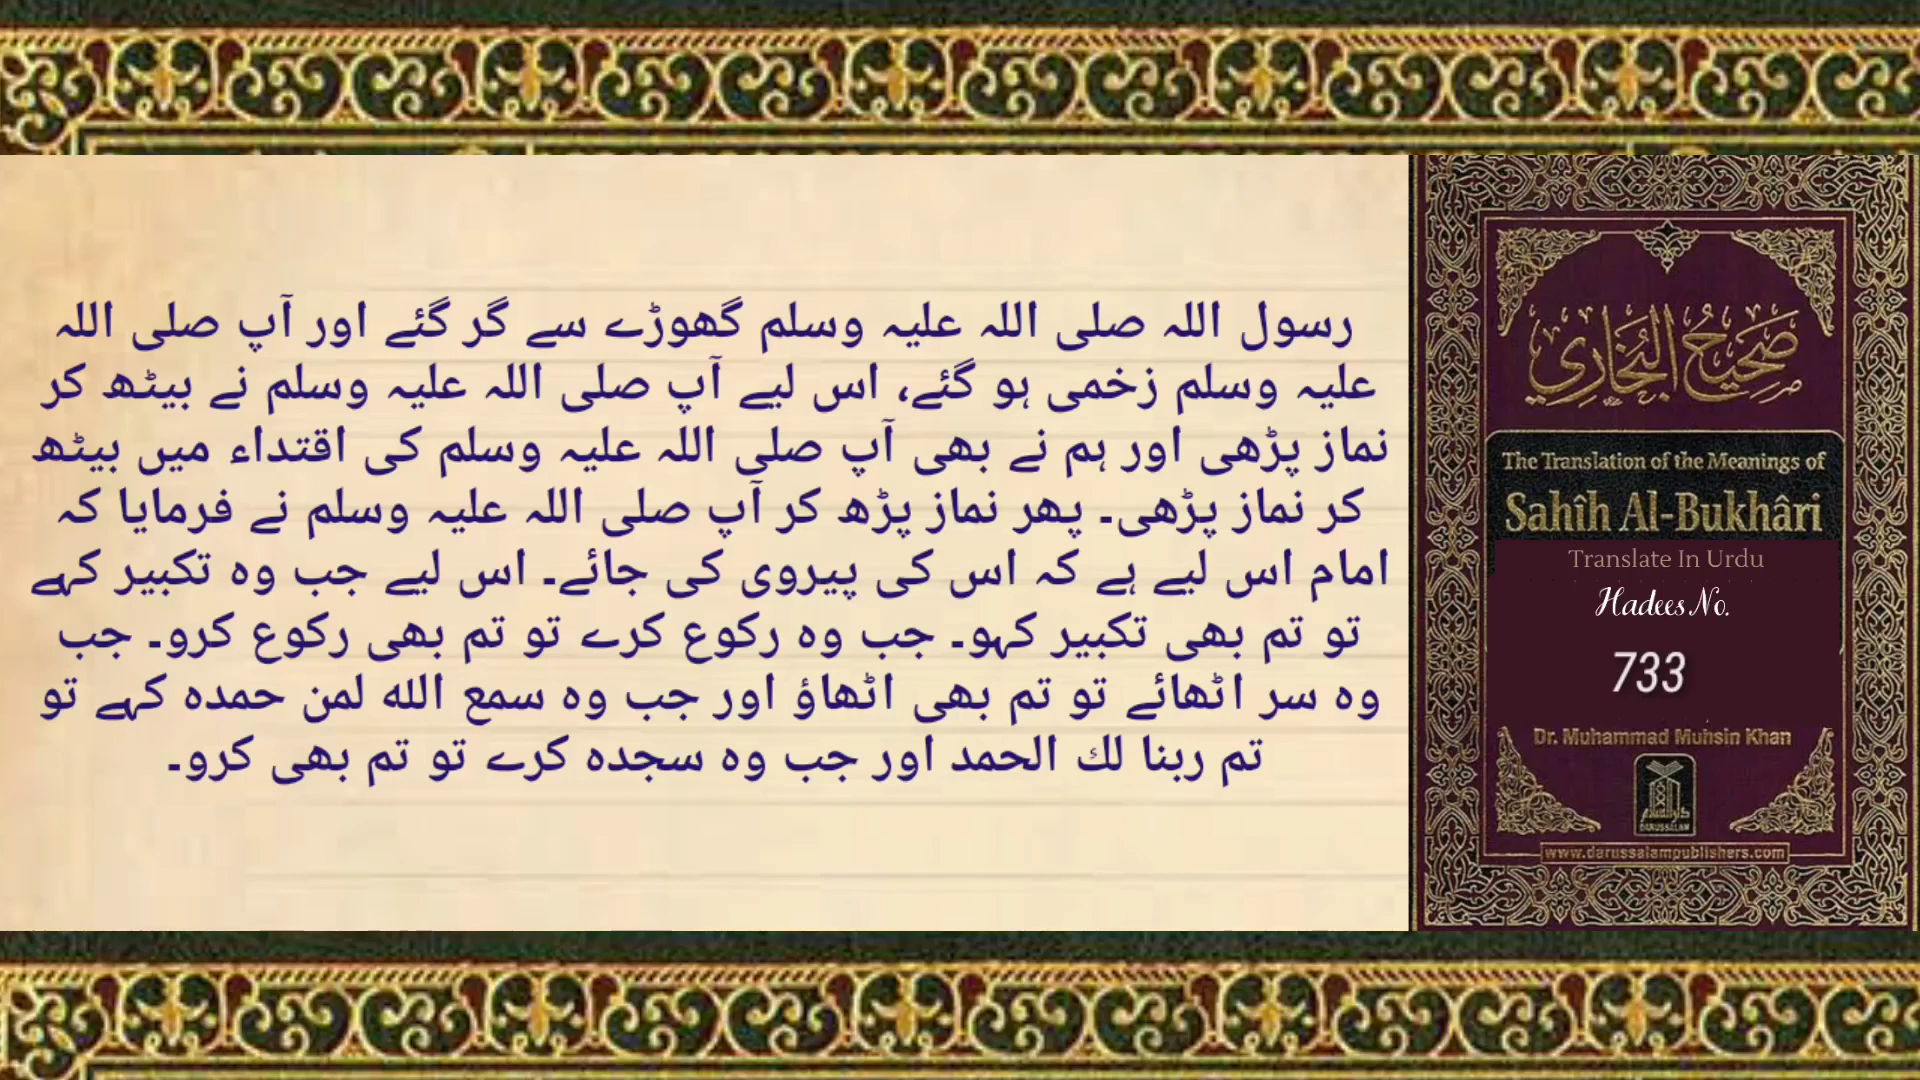 رسول اللہ صلی اللہ علیہ وسلم گھوڑے سے گر گئے اور آپ صلی اللہ
علیہ وسلم زخمی ہو گئے، اس لیے آپ صلی اللہ علیہ وسلم نے بیٹھ کر
نماز پڑھی اور ہم نے بھی آپ صلی اللہ علیہ وسلم کی اقتداء میں بیٹھ
کر نماز پڑھی۔ پھر نماز پڑھ کر آپ صلی اللہ علیہ وسلم نے فرمایا کہ
امام اس لیے ہے کہ اس کی پیروی کی جائے۔ اس لیے جب وہ تکبیر کہے
تو تم بھی تکبیر کہو۔ جب وہ رکوع کرے تو تم بھی رکوع کرو۔ جب
وہ سر اٹھائے تو تم بھی اٹھاؤ اور جب وہ سمع الله لمن حمده کہے تو
تم ربنا لك الحمد اور جب وہ سجدہ کرے تو تم بھی کرو۔
صَحِيحُ البُخَارِي
The Translation of the Meanings of
Sahîh Al-Bukhâri
Translate In Urdu
Hadees No.
733
Dr. Muhammad Muhsin Khan
دارالسلام
DARUSSALAM
www.darussalampublishers.com